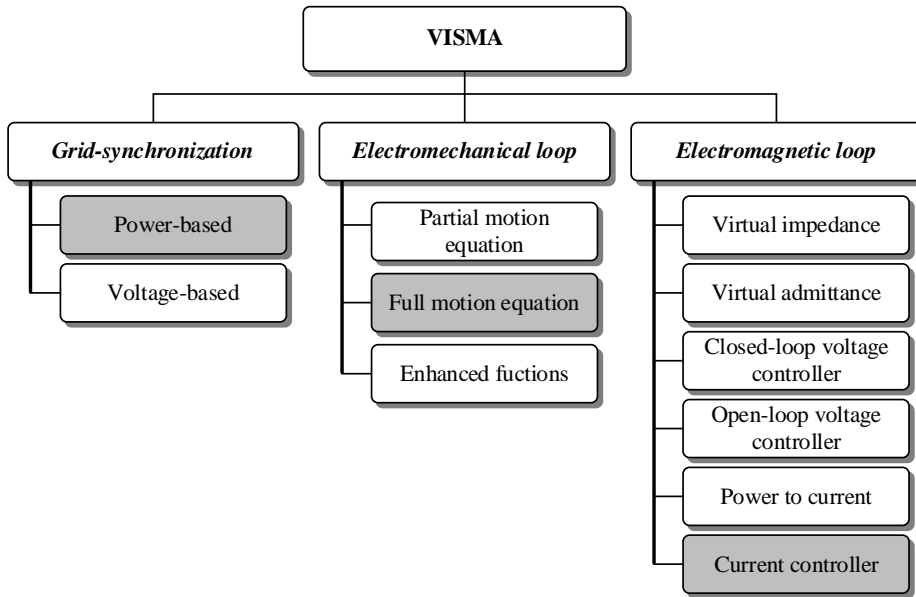 VISMA
Grid-synchronization
Power-based
Voltage-based
Electromechanical loop
Partial motion
equation
Full motion equation
Enhanced fuctions
Electromagnetic loop
Virtual impedance
Virtual admittance
Closed-loop voltage
controller
Open-loop voltage
controller
Power to current
Current controller